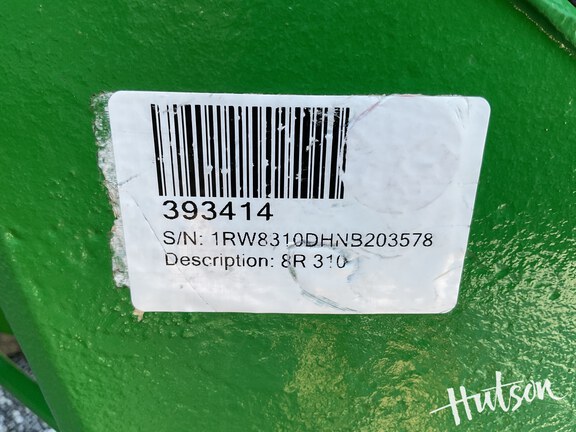 393414
S/N: 1RW8310DHNB203578
Description: 8R 310
Hutson